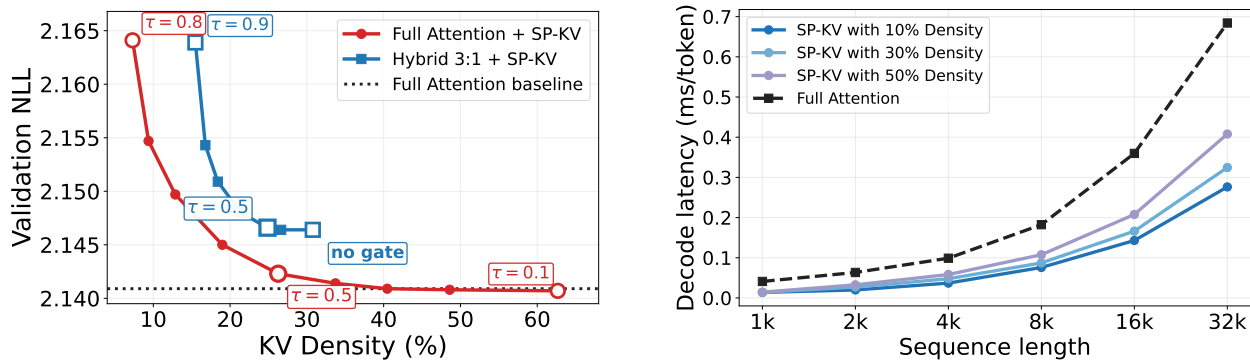 2.165
2.160
2.155
2.150
2.145
2.140
Validation NLL
τ = 0.8
τ = 0.9
Full Attention + SP-KV
Hybrid 3:1 + SP-KV
Full Attention baseline
τ = 0.5
no gate
τ = 0.5
τ = 0.1
10 20 30 40 50 60
KV Density (%)
0.7
0.6
0.5
0.4
0.3
0.2
0.1
0.0
Decode latency (ms/token)
SP-KV with 10% Density
SP-KV with 30% Density
SP-KV with 50% Density
Full Attention
1k 2k 4k 8k 16k 32k
Sequence length